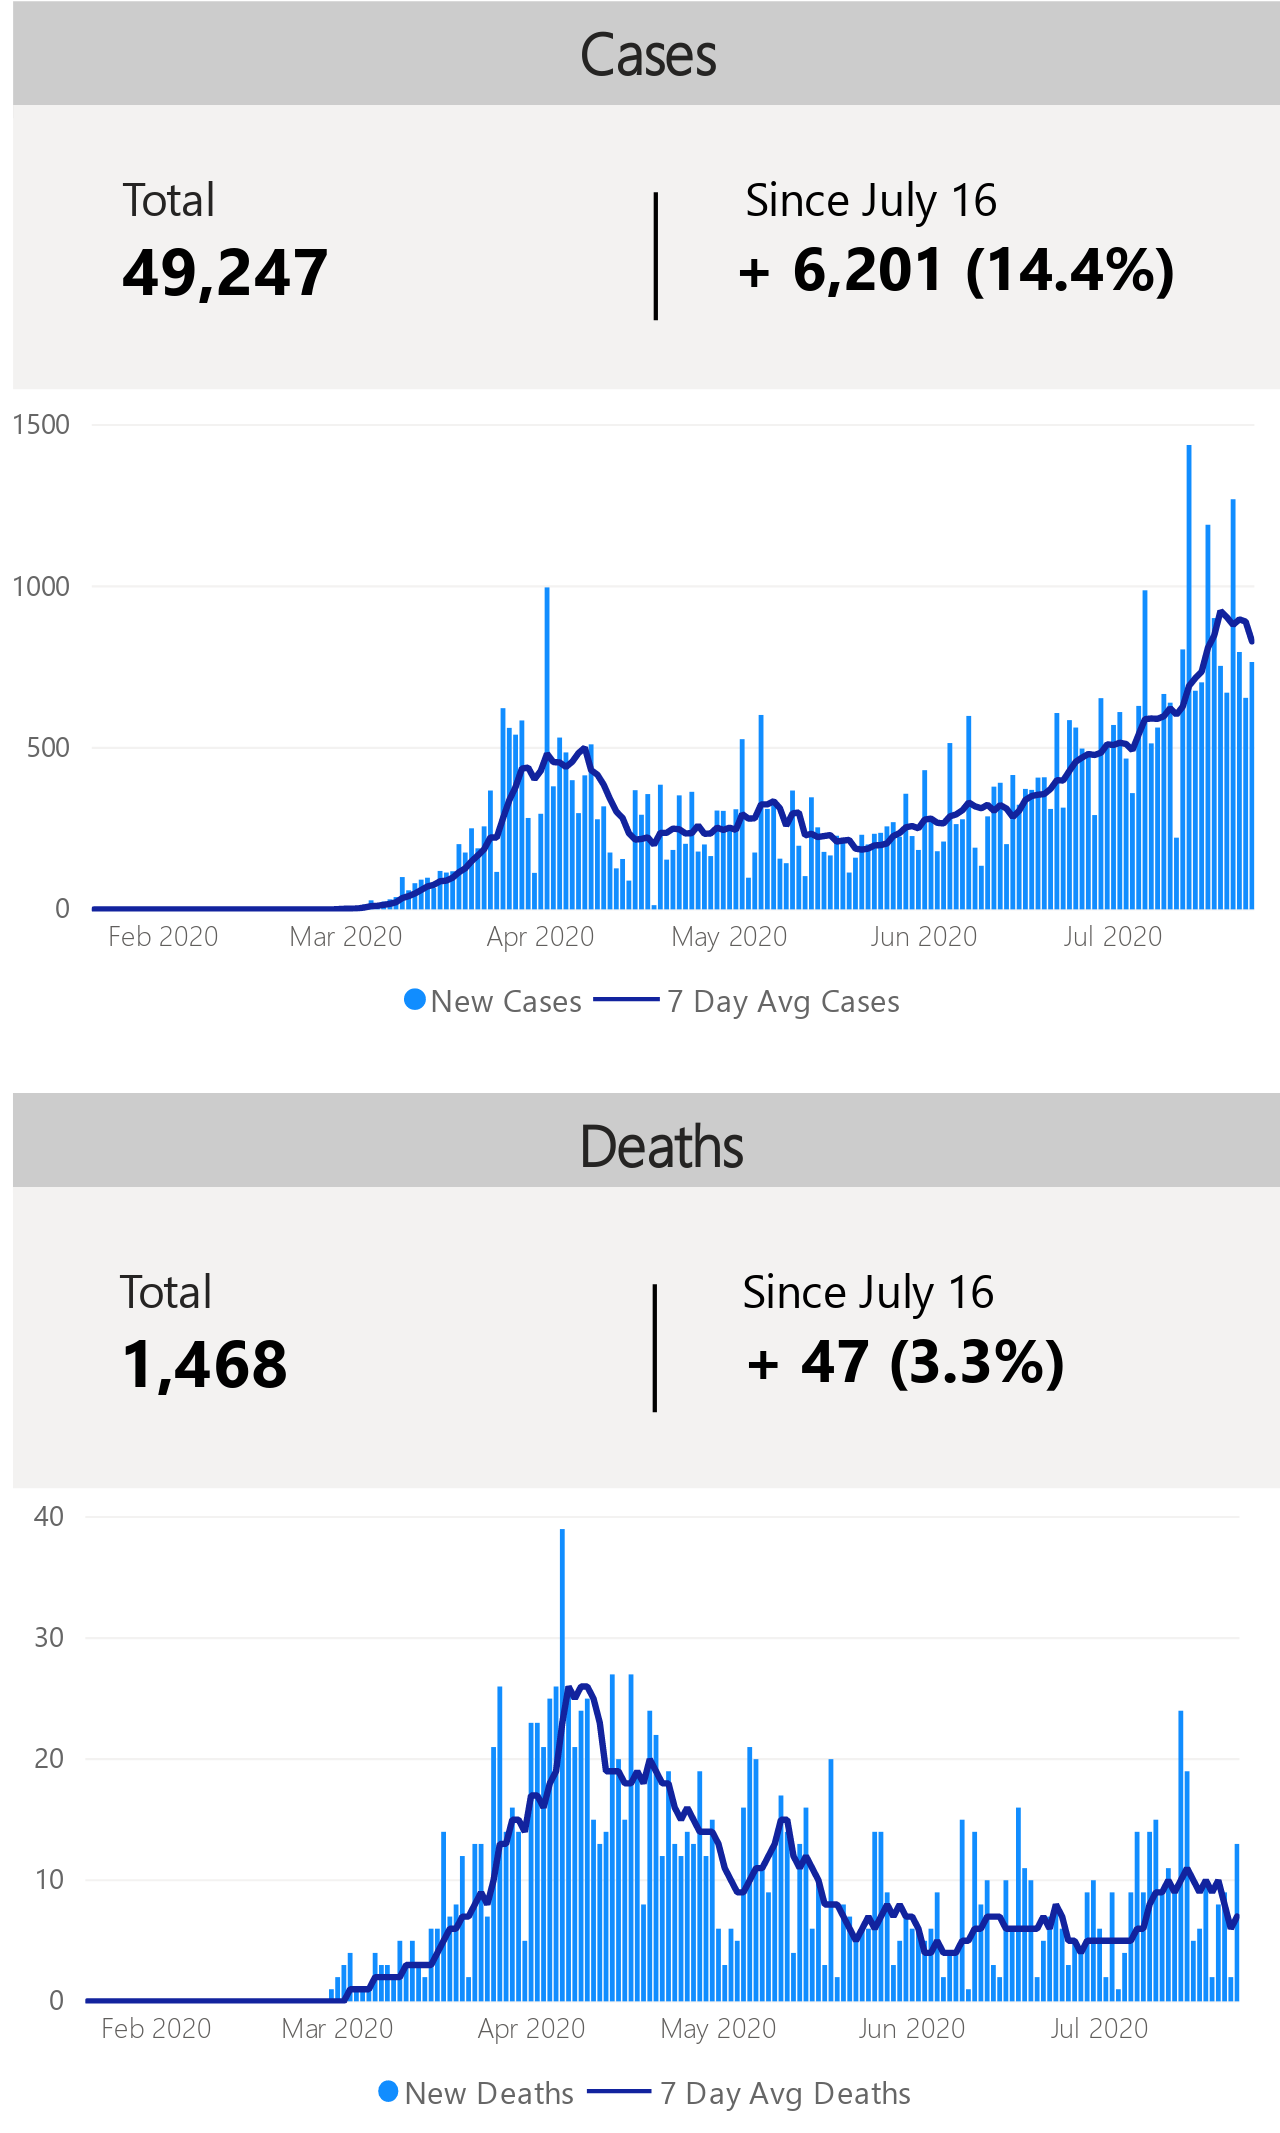 Cases
Total
Since July 16
49,247
+ 6,201 (14.4%)
1500
1000
500
0
Feb 2020 Mar 2020 Apr 2020 May 2020 Jun 2020 Jul 2020
New Cases 7 Day Avg Cases
Deaths
Total
Since July 16
1,468
+ 47 (3.3%)
40
30
20
10
0
Feb 2020 Mar 2020 Apr 2020 May 2020 Jun 2020 Jul 2020
New Deaths 7 Day Avg Deaths